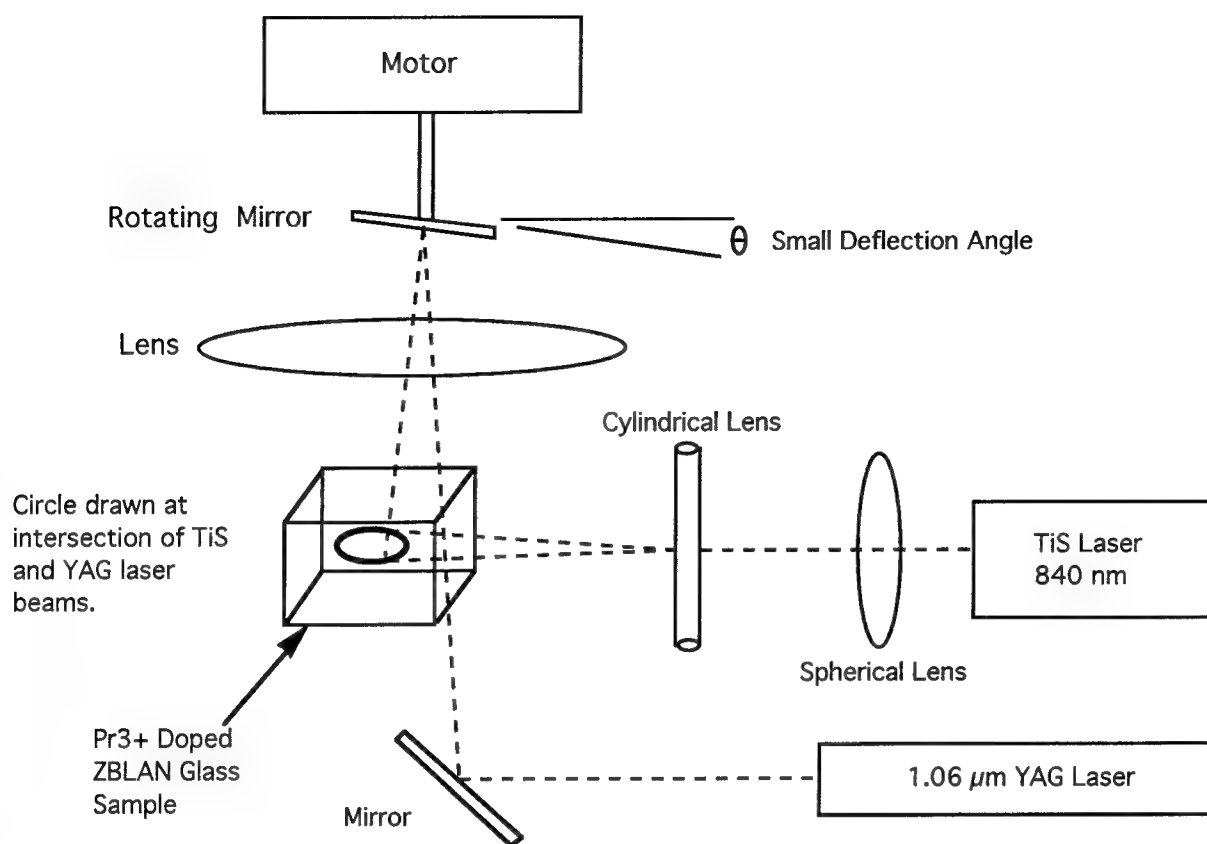 Motor
Rotating Mirror
θ Small Deflection Angle
Lens
Cylindrical Lens
Circle drawn at
intersection of TiS
and YAG laser
beams.
TiS Laser
840 nm
Spherical Lens
Pr3+ Doped
ZBLAN Glass
Sample
1.06 µm YAG Laser
Mirror